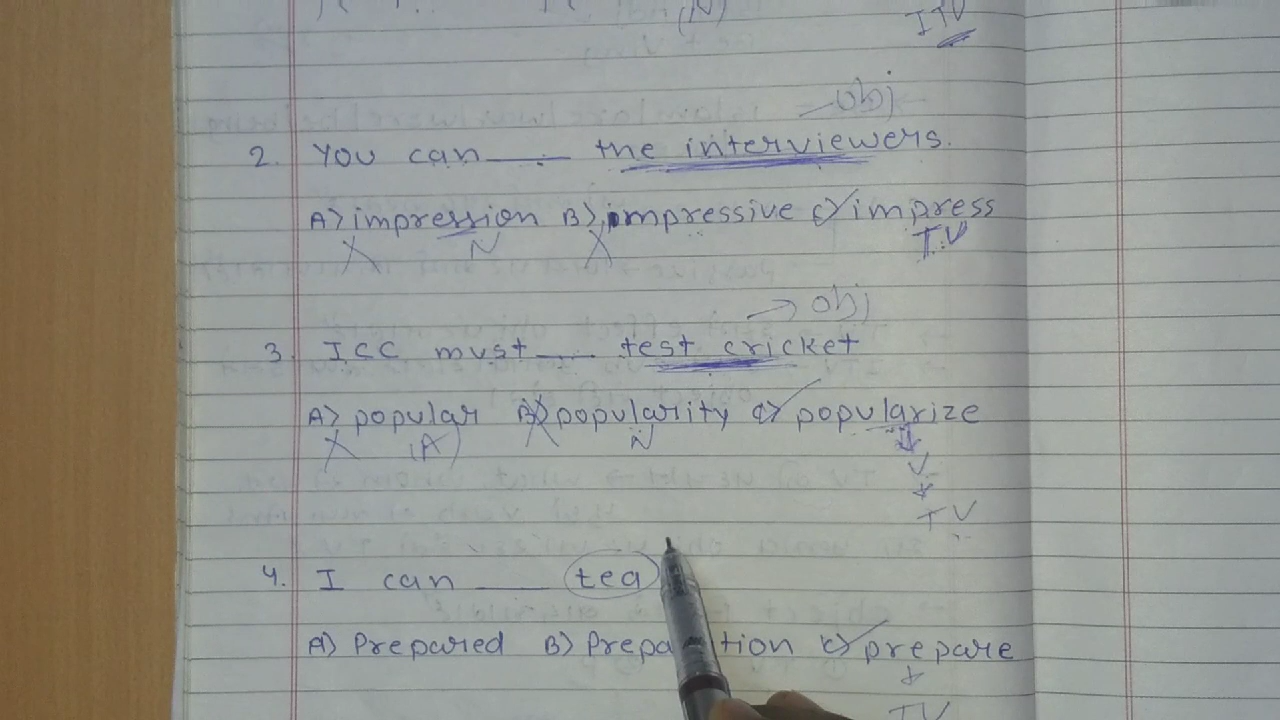 (N)
ITV
obj
2. You can ___ the interviewers.
A) impression B) impressive C) impress
X N X TV
obj
3. ICC must ___ test cricket
A) popular B) popularity C) popularize
X (A) N
V
TV
4. I can ___ tea
A) Prepared B) Prepa tion C) prepare
TV